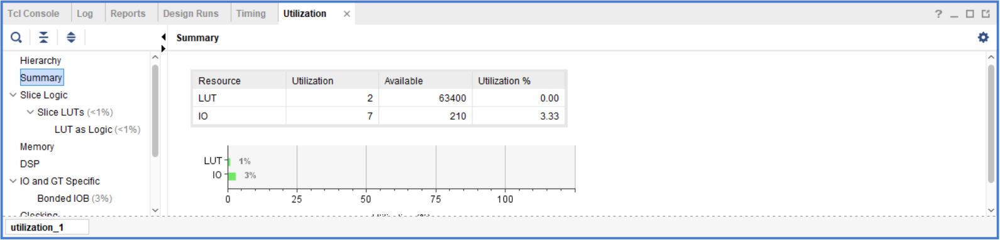 Tcl Console Log Reports Design Runs Timing Utilization × ? _
Summary
Hierarchy
Summary
Slice Logic
Slice LUTs (<1%)
LUT as Logic (<1%)
Memory
DSP
IO and GT Specific
Bonded IOB (3%)
Clocking
Resource Utilization Available Utilization %
LUT 2 63400 0.00
IO 7 210 3.33
LUT 1%
IO 3%
0 25 50 75 100
utilization_1